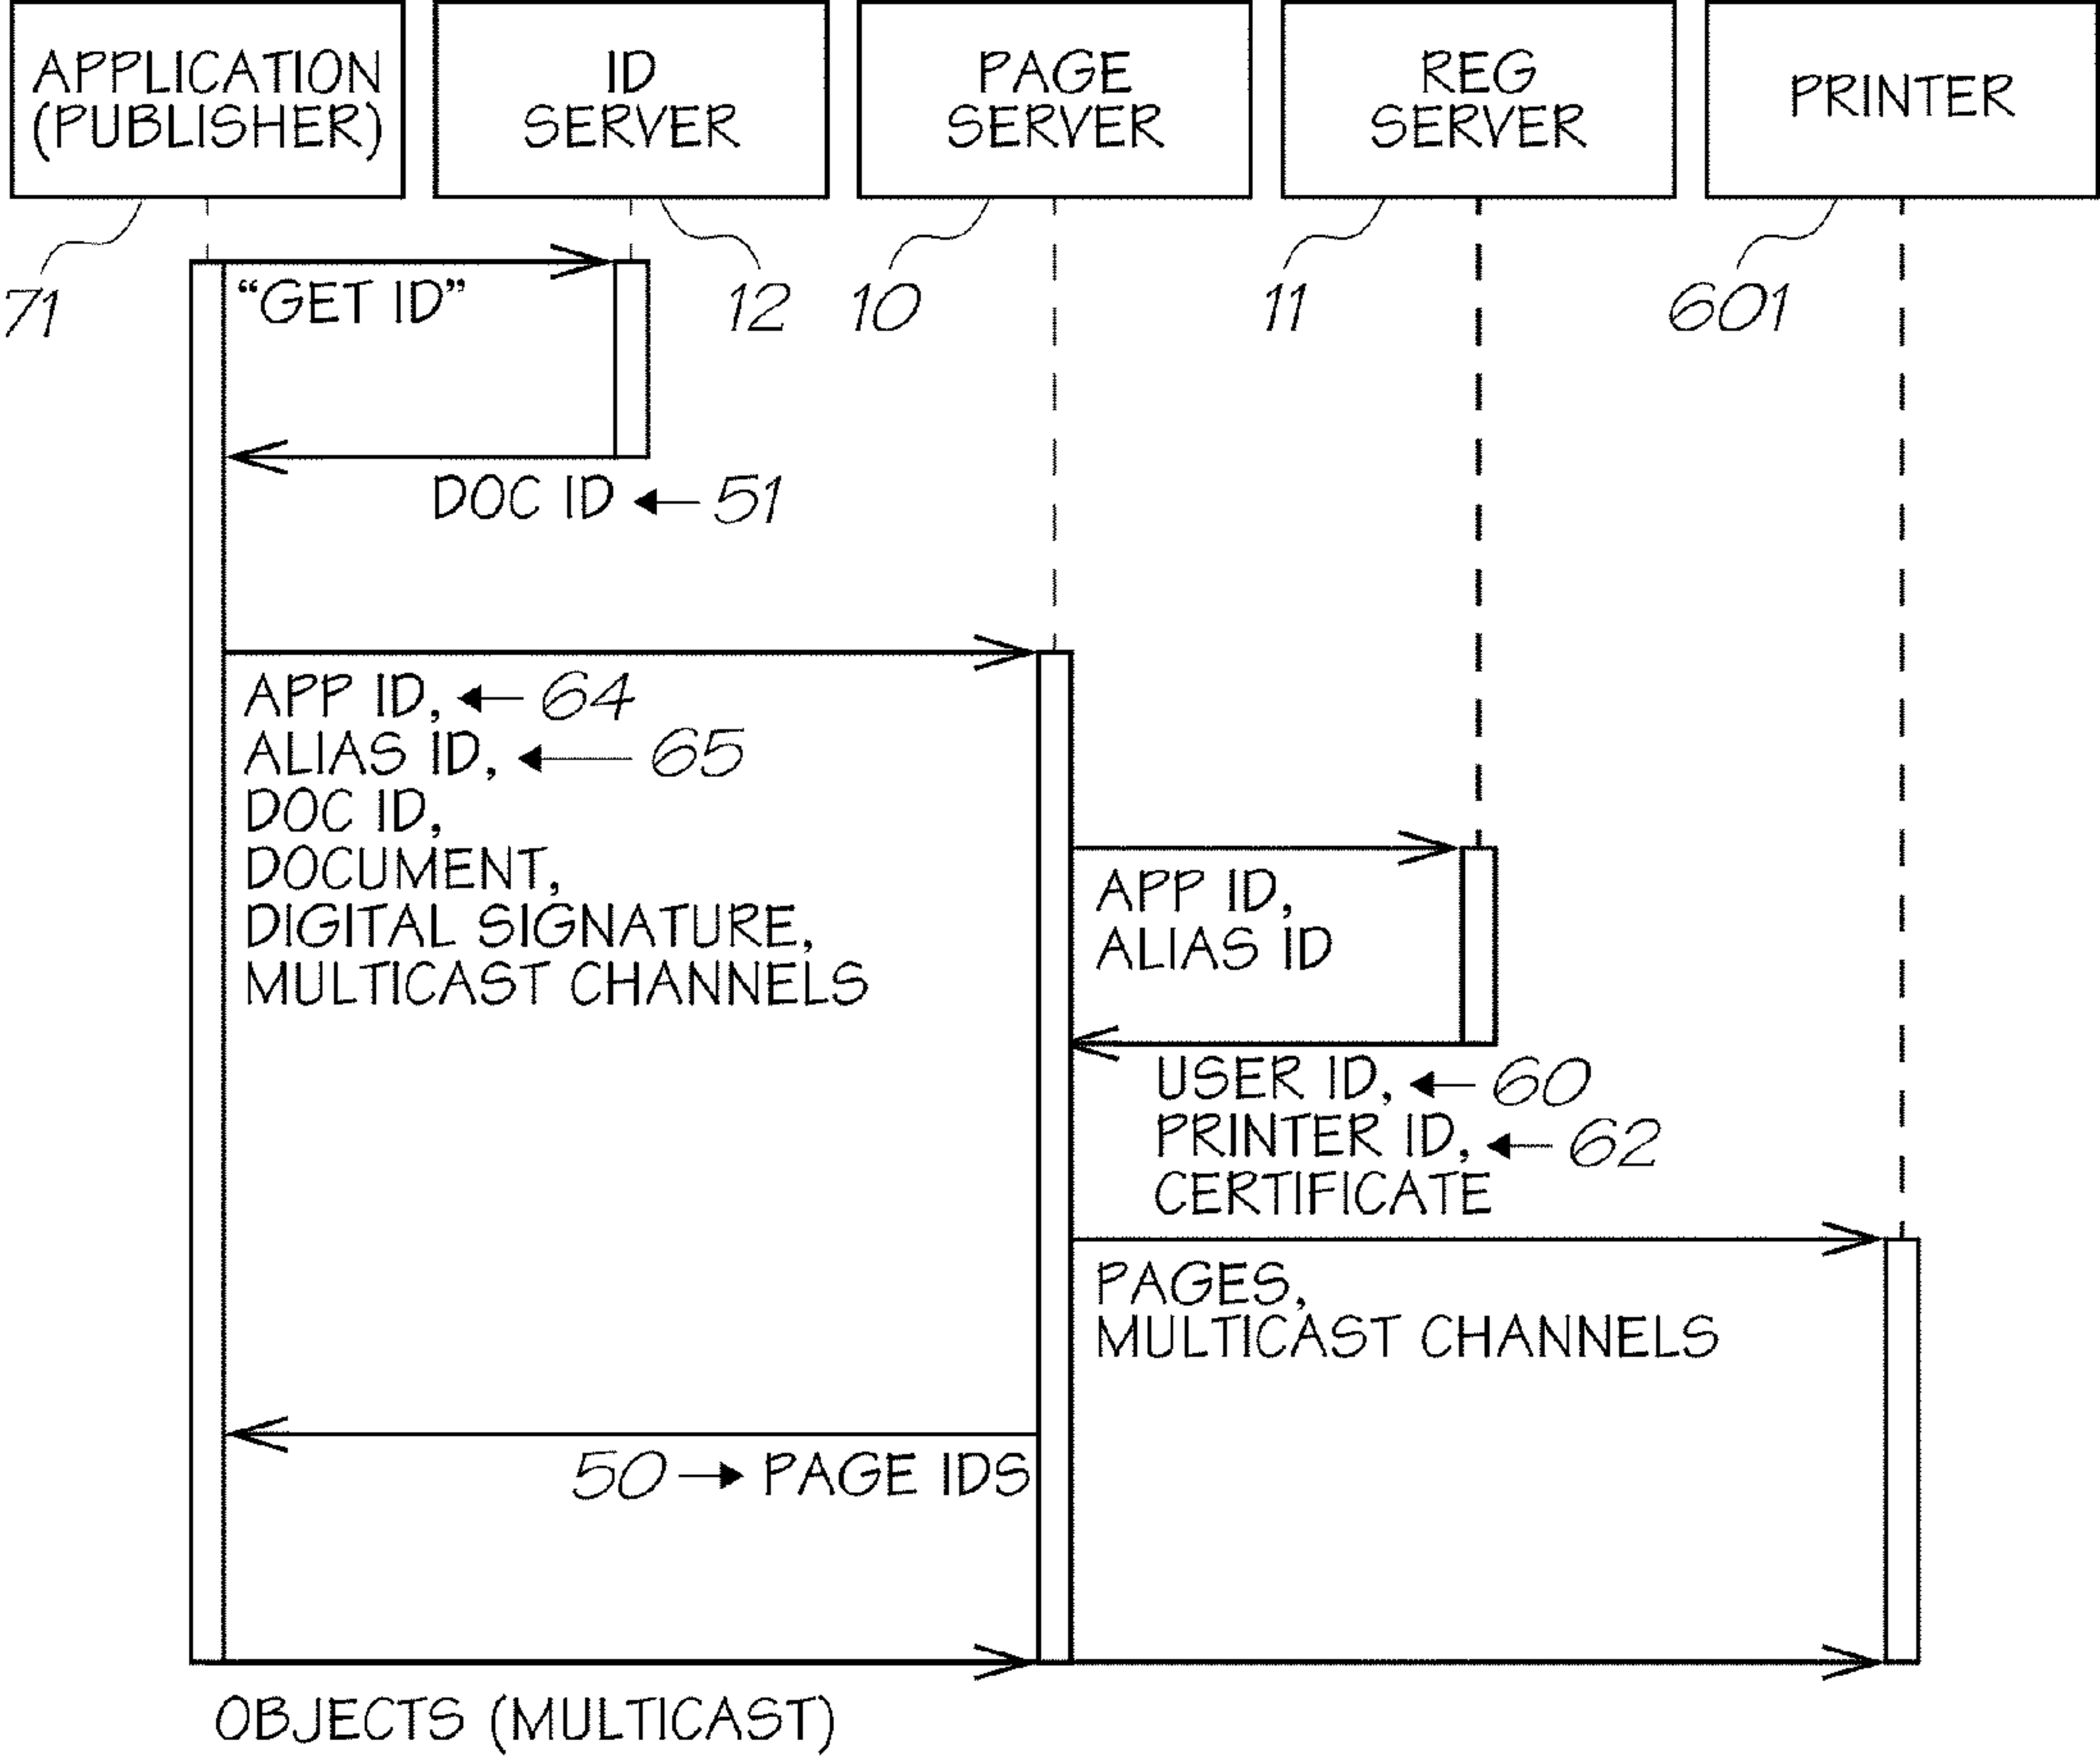 APPLICATION
(PUBLISHER)
ID
SERVER
PAGE
SERVER
REG
SERVER
PRINTER
71
12
10
11
601
“GET ID”
DOC ID 51
APP ID, 64
ALIAS ID, 65
DOC ID,
DOCUMENT,
DIGITAL SIGNATURE,
MULTICAST CHANNELS
APP ID,
ALIAS ID
USER ID, 60
PRINTER ID, 62
CERTIFICATE
PAGES,
MULTICAST CHANNELS
50 PAGE IDS
OBJECTS (MULTICAST)